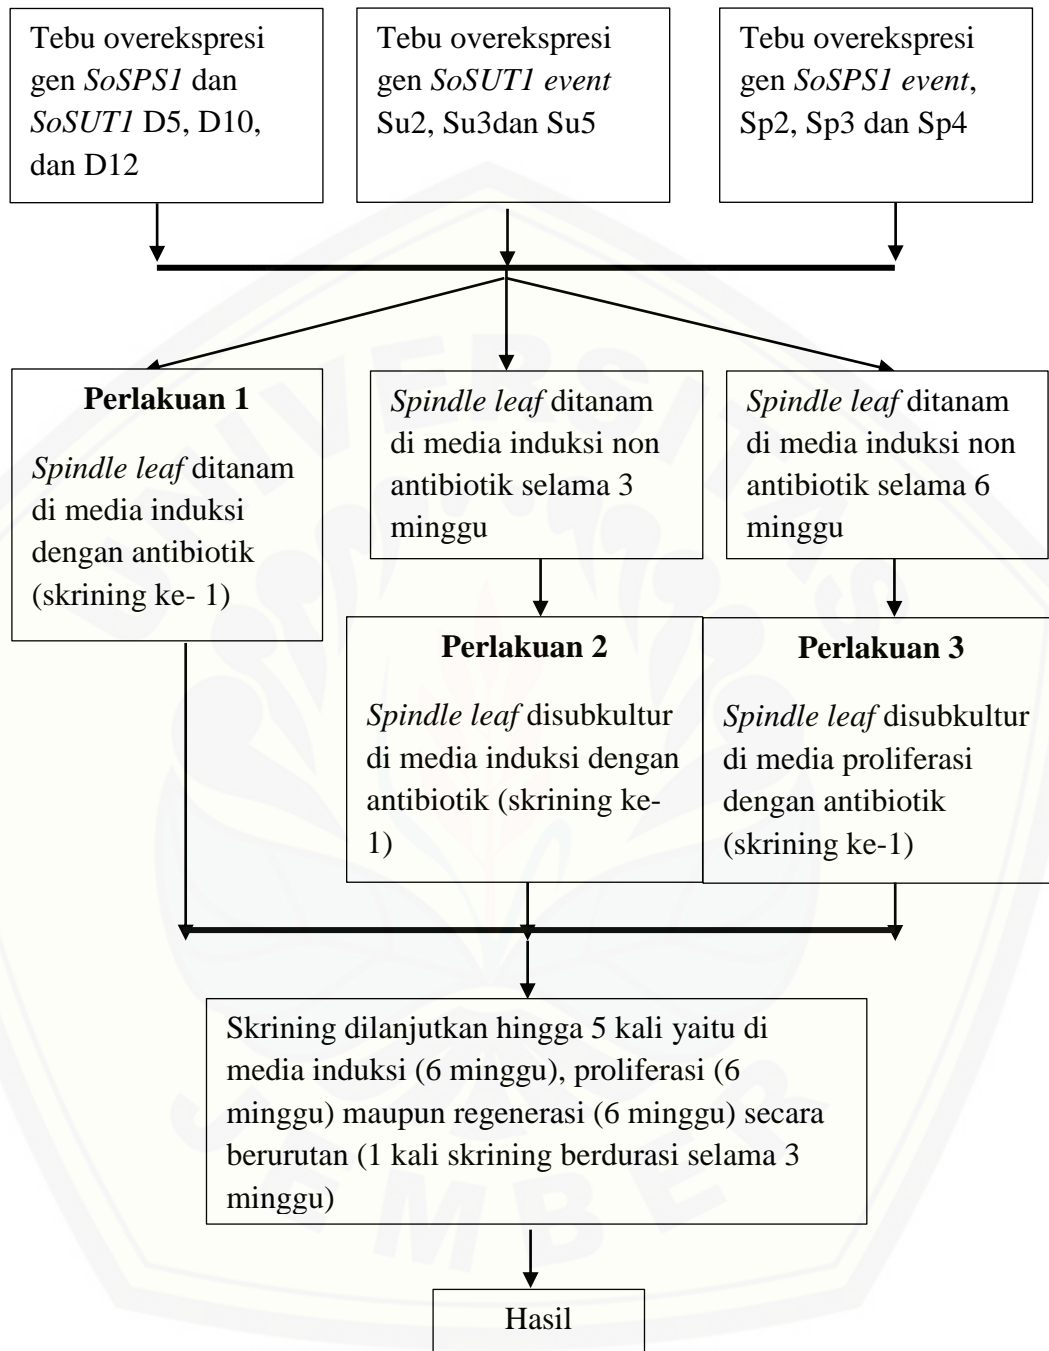 Tebu overekspresi
gen SoSPS1 dan
SoSUT1 D5, D10,
dan D12
Tebu overekspresi
gen SoSUT1 event
Su2, Su3dan Su5
Tebu overekspresi
gen SoSPS1 event,
Sp2, Sp3 dan Sp4
Perlakuan 1
Spindle leaf ditanam
di media induksi
dengan antibiotik
(skrining ke- 1)
Spindle leaf ditanam
di media induksi non
antibiotik selama 3
minggu
Spindle leaf ditanam
di media induksi non
antibiotik selama 6
minggu
Perlakuan 2
Spindle leaf disubkultur
di media induksi dengan
antibiotik (skrining ke-
1)
Perlakuan 3
Spindle leaf disubkultur
di media proliferasi
dengan antibiotik
(skrining ke-1)
Skrining dilanjutkan hingga 5 kali yaitu di
media induksi (6 minggu), proliferasi (6
minggu) maupun regenerasi (6 minggu) secara
berurutan (1 kali skrining berdurasi selama 3
minggu)
Hasil
UNIVERSITAS
JEMBER